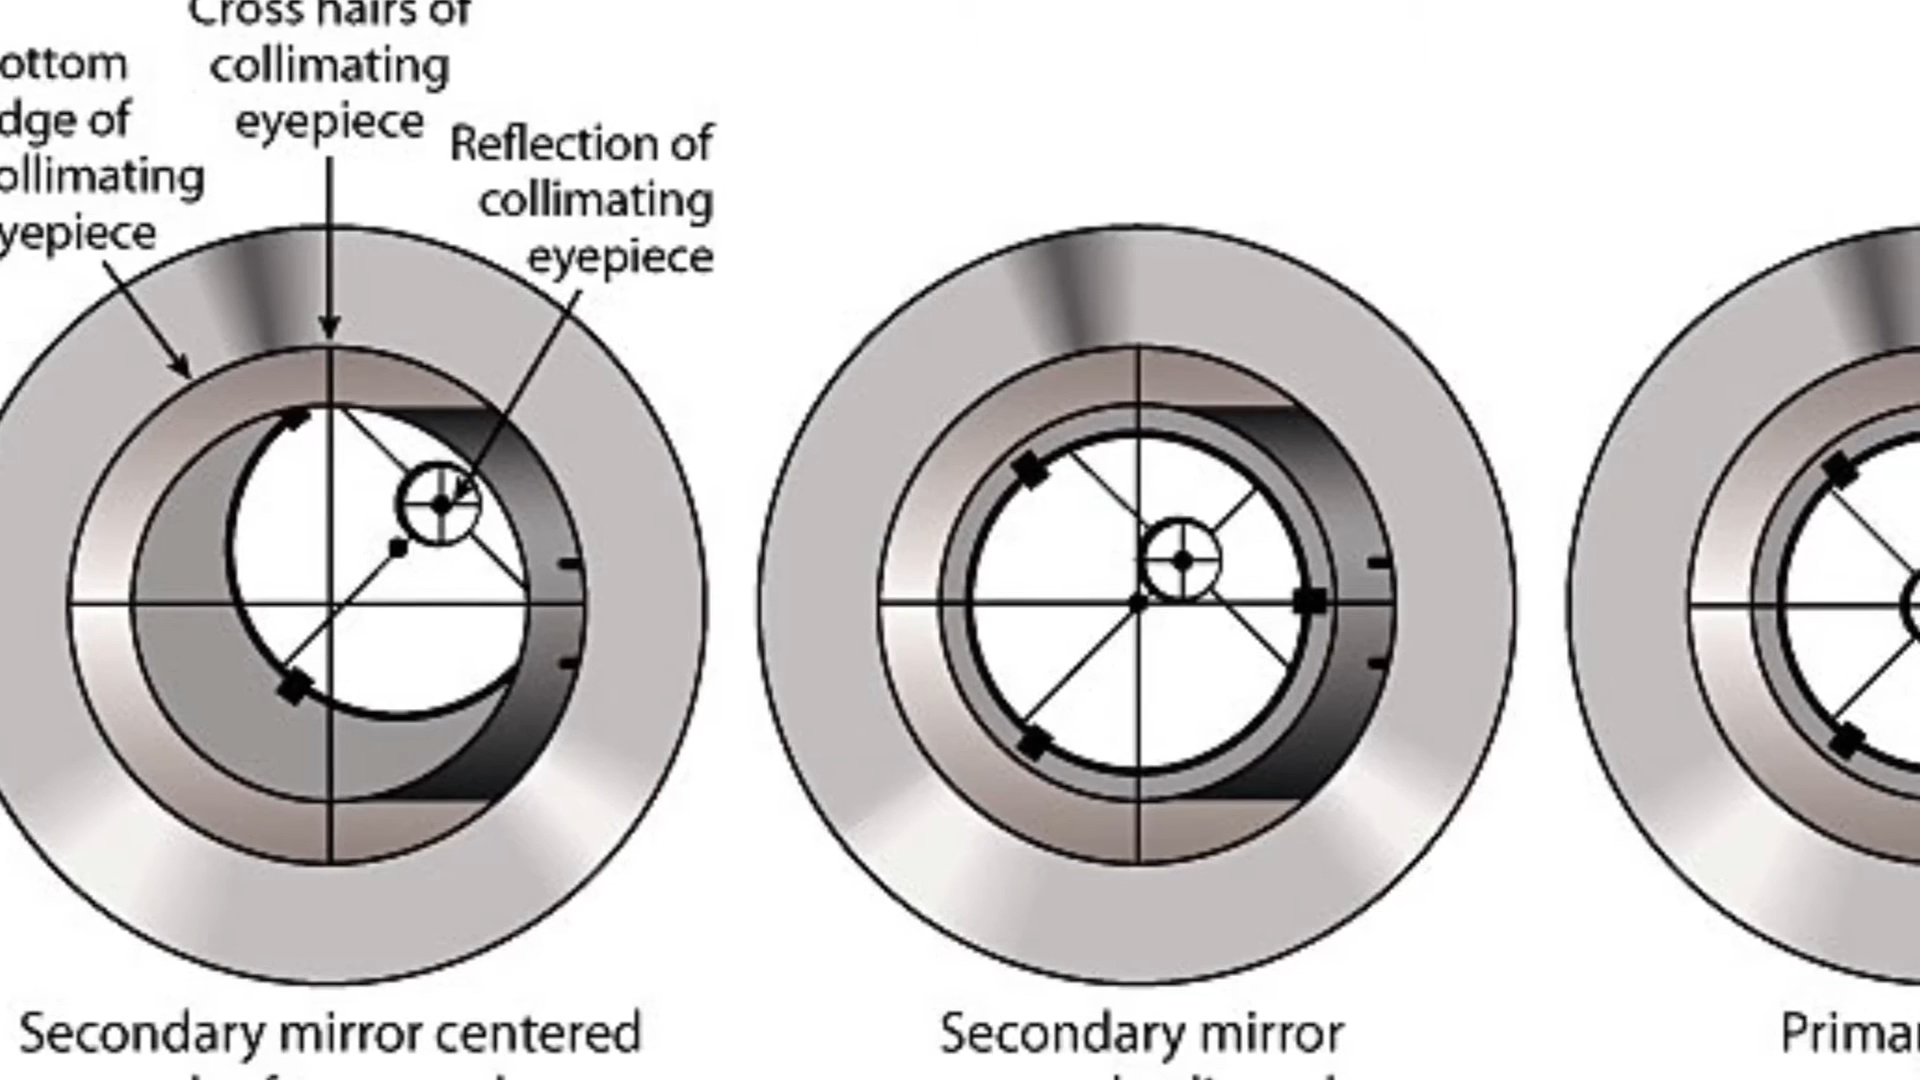 Cross hairs of
collimating
eyepiece
ottom
dge of
ollimating
yepiece
Reflection of
collimating
eyepiece
Secondary mirror centered
Secondary mirror
Primar